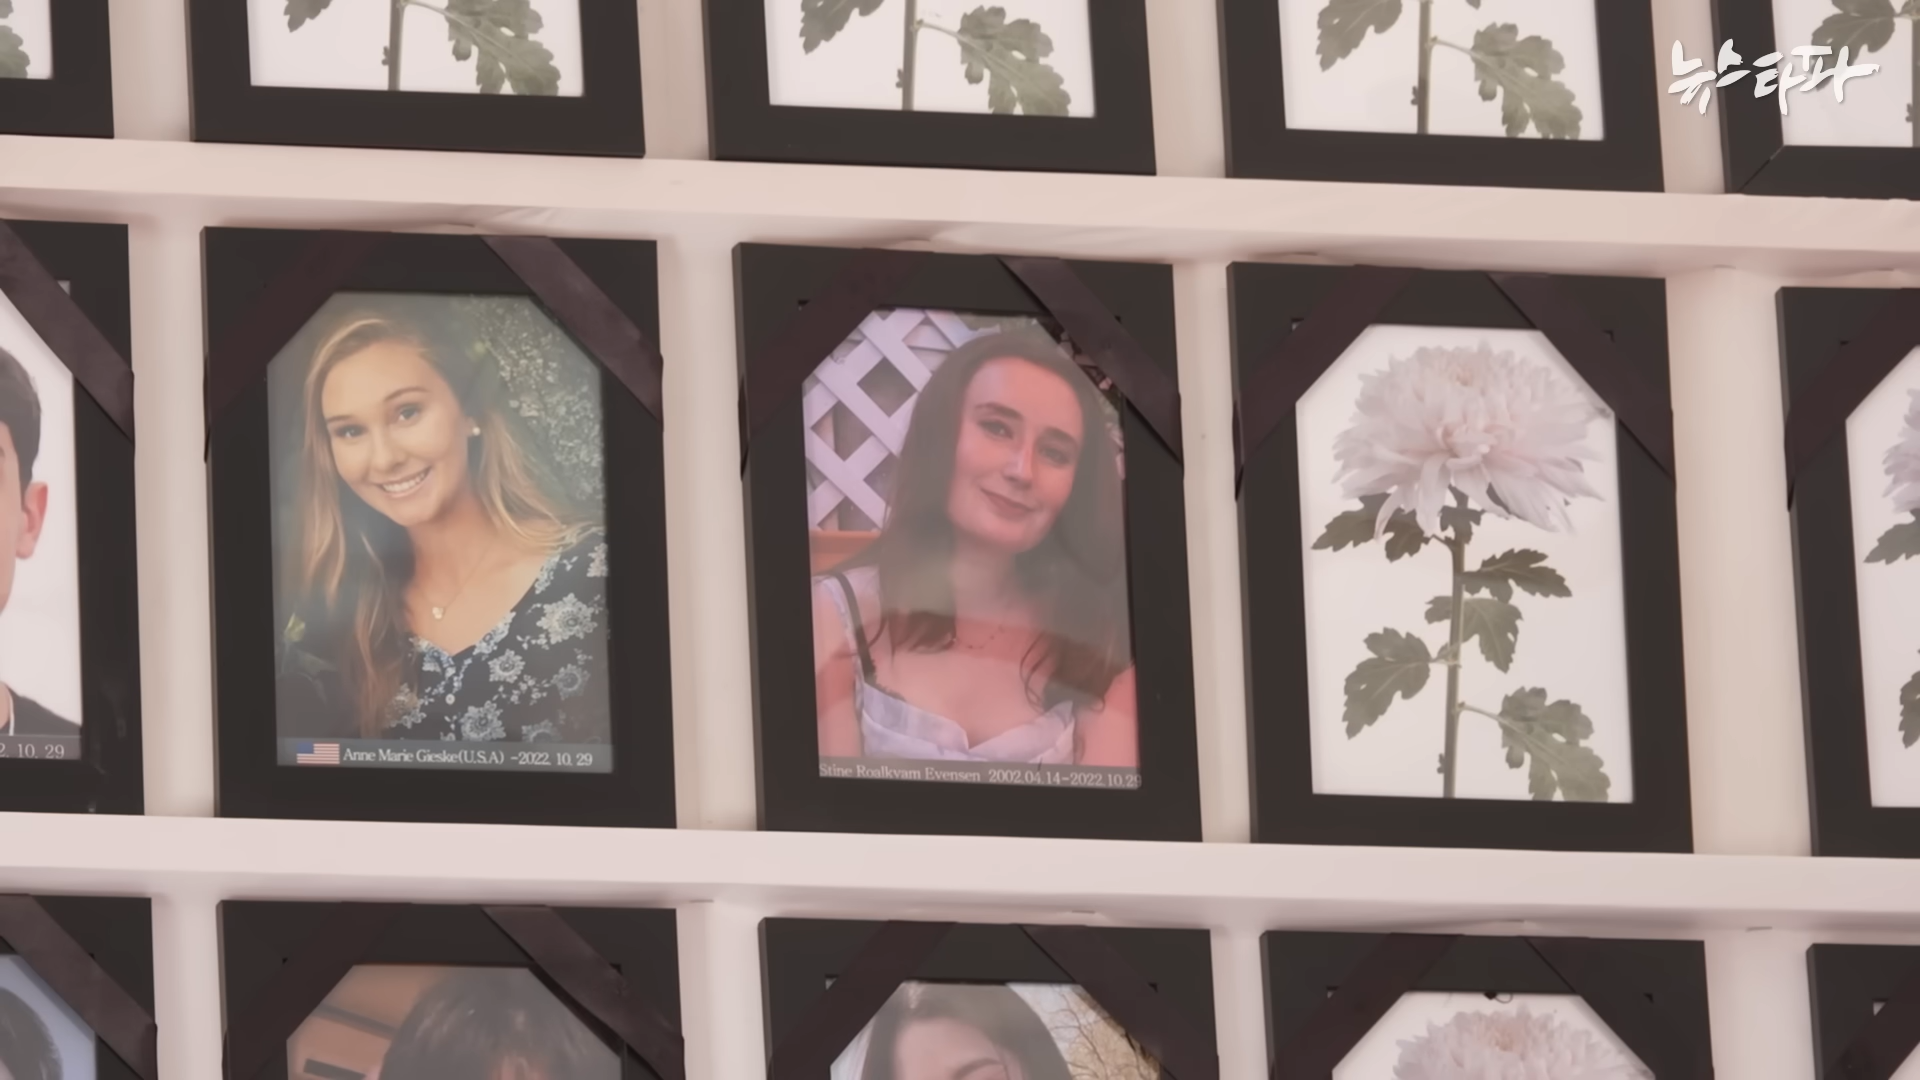 뉴스타파
2. 10. 29
Anne Marie Gieske(U.S.A) -2022. 10. 29
Stine Roalkvam Evensen 2002.04.14-2022.10.29